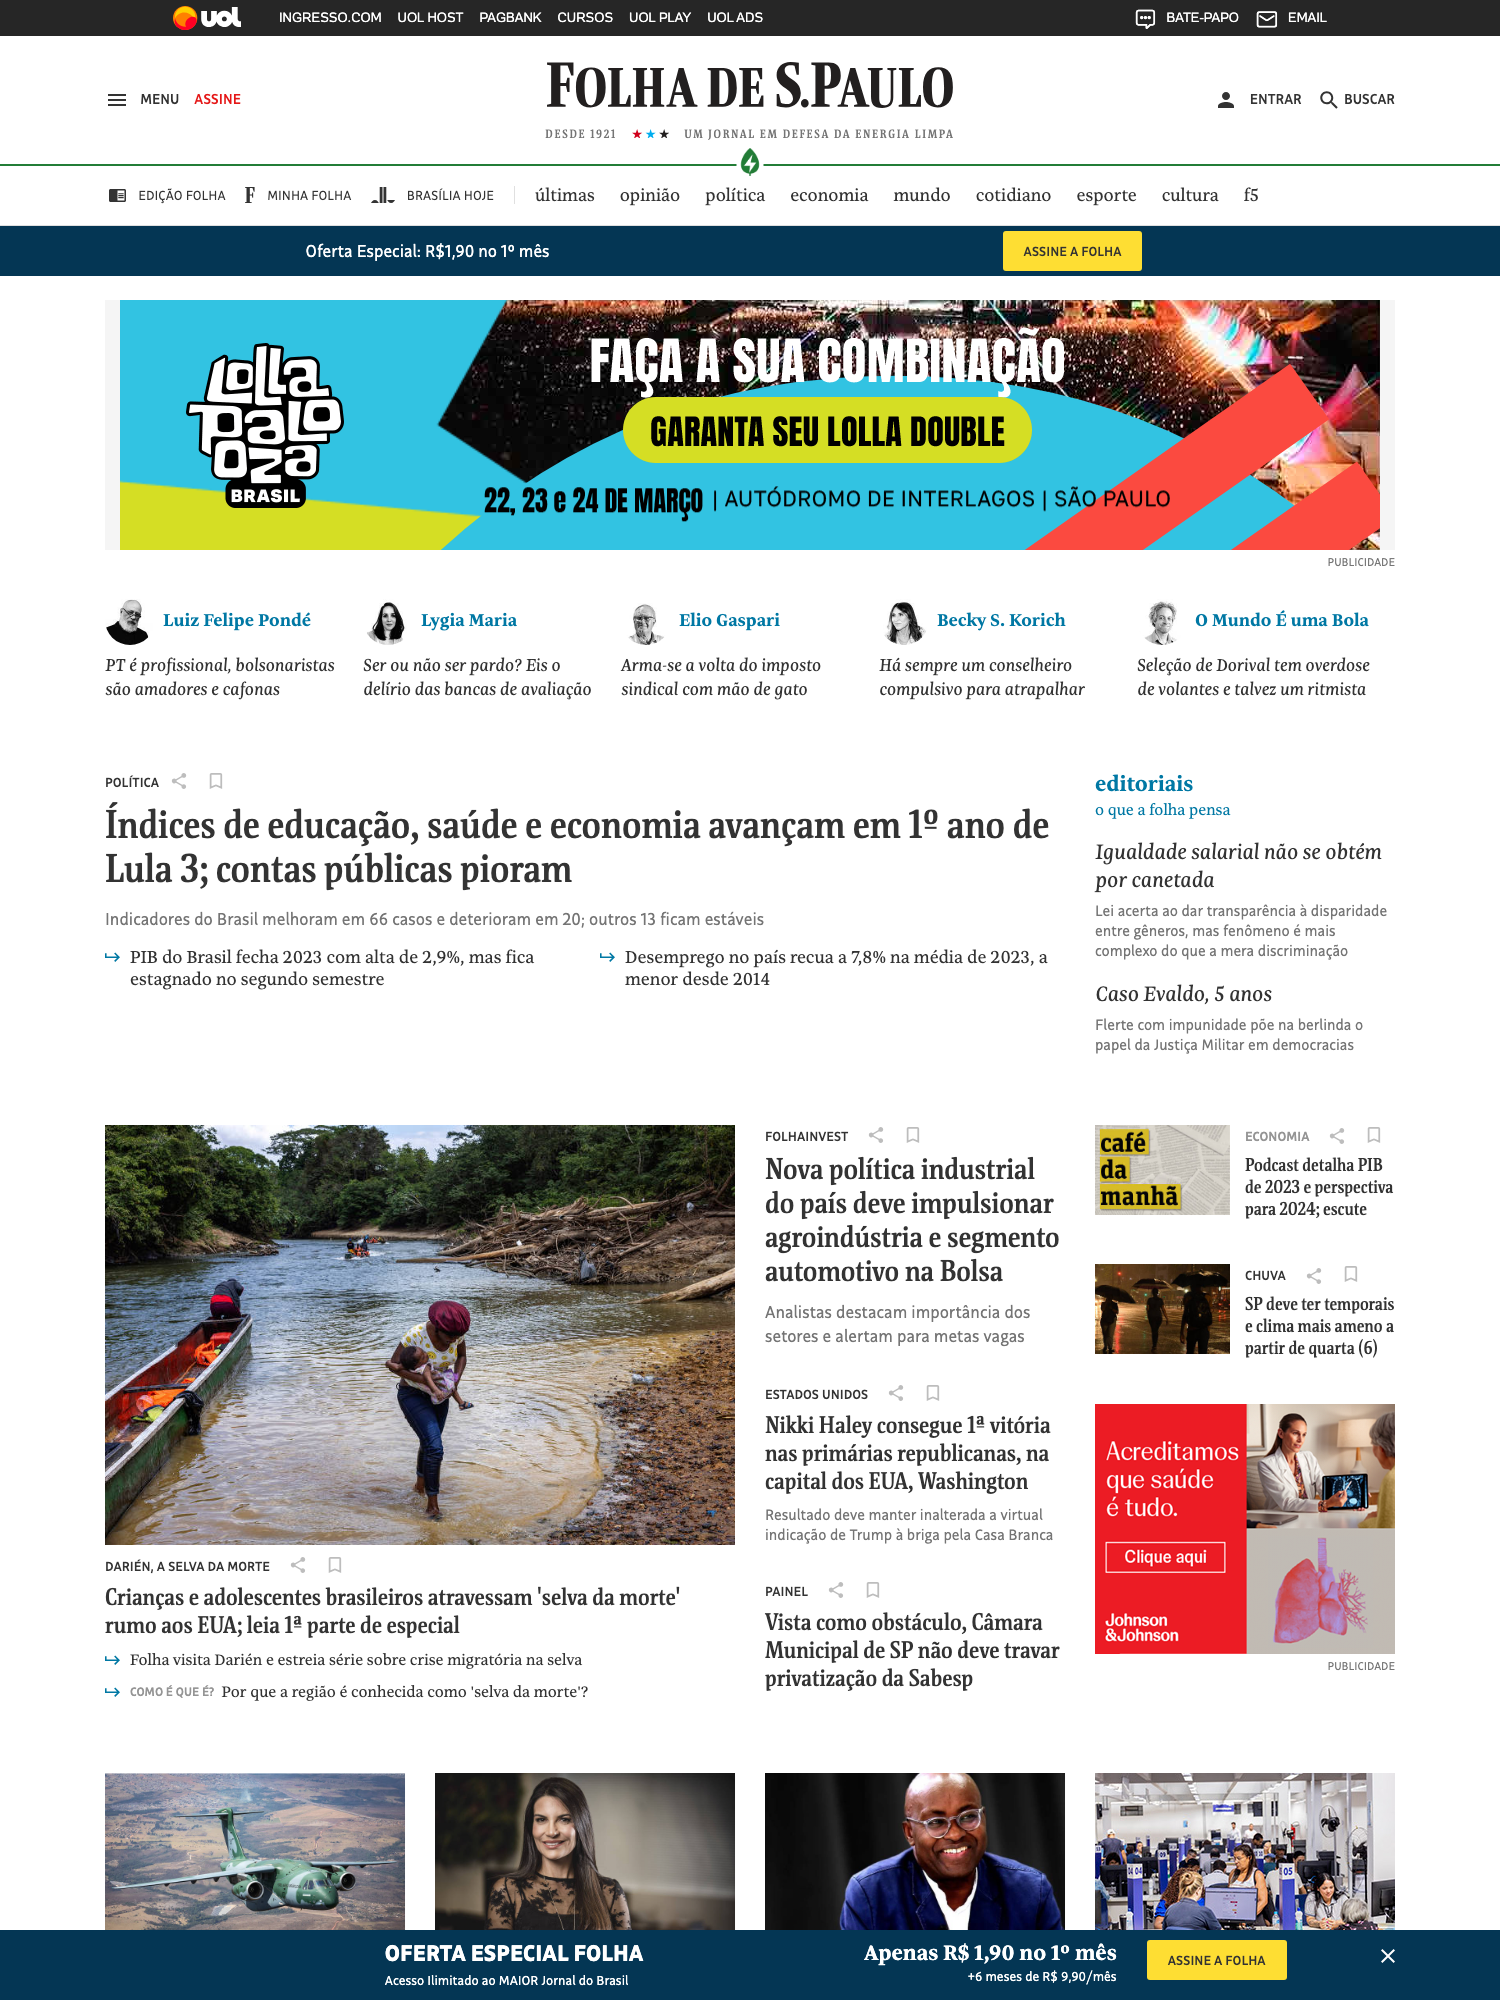 uol INGRESSO.COM UOL HOST PAGBANK CURSOS UOL PLAY UOL ADS BATE-PAPO EMAIL
MENU ASSINE FOLHA DE S.PAULO ENTRAR BUSCAR
DESDE 1921 ★★★ UM JORNAL EM DEFESA DA ENERGIA LIMPA
EDIÇÃO FOLHA F MINHA FOLHA BRASÍLIA HOJE últimas opinião política economia mundo cotidiano esporte cultura f5
Oferta Especial: R$1,90 no 1º mês ASSINE A FOLHA
lolla
palo
oza
BRASIL
FAÇA A SUA COMBINAÇÃO
GARANTA SEU LOLLA DOUBLE
22, 23 e 24 DE MARÇO | AUTÓDROMO DE INTERLAGOS | SÃO PAULO
PUBLICIDADE
Luiz Felipe Pondé
PT é profissional, bolsonaristas
são amadores e cafonas
Lygia Maria
Ser ou não ser pardo? Eis o
delírio das bancas de avaliação
Elio Gaspari
Arma-se a volta do imposto
sindical com mão de gato
Becky S. Korich
Há sempre um conselheiro
compulsivo para atrapalhar
O Mundo É uma Bola
Seleção de Dorival tem overdose
de volantes e talvez um ritmista
POLÍTICA
Índices de educação, saúde e economia avançam em 1º ano de
Lula 3; contas públicas pioram
Indicadores do Brasil melhoram em 66 casos e deterioram em 20; outros 13 ficam estáveis
PIB do Brasil fecha 2023 com alta de 2,9%, mas fica
estagnado no segundo semestre
Desemprego no país recua a 7,8% na média de 2023, a
menor desde 2014
editoriais
o que a folha pensa
Igualdade salarial não se obtém
por canetada
Lei acerta ao dar transparência à disparidade
entre gêneros, mas fenômeno é mais
complexo do que a mera discriminação
Caso Evaldo, 5 anos
Flerte com impunidade põe na berlinda o
papel da Justiça Militar em democracias
DARIÉN, A SELVA DA MORTE
Crianças e adolescentes brasileiros atravessam 'selva da morte'
rumo aos EUA; leia 1ª parte de especial
Folha visita Darién e estreia série sobre crise migratória na selva
COMO É QUE É? Por que a região é conhecida como 'selva da morte'?
FOLHAINVEST
Nova política industrial
do país deve impulsionar
agroindústria e segmento
automotivo na Bolsa
Analistas destacam importância dos
setores e alertam para metas vagas
ESTADOS UNIDOS
Nikki Haley consegue 1ª vitória
nas primárias republicanas, na
capital dos EUA, Washington
Resultado deve manter inalterada a virtual
indicação de Trump à briga pela Casa Branca
PAINEL
Vista como obstáculo, Câmara
Municipal de SP não deve travar
privatização da Sabesp
café
da
manhã
ECONOMIA
Podcast detalha PIB
de 2023 e perspectiva
para 2024; escute
CHUVA
SP deve ter temporais
e clima mais ameno a
partir de quarta (6)
Acreditamos
que saúde
é tudo.
Clique aqui
Johnson
&Johnson
PUBLICIDADE
04 04
05
OFERTA ESPECIAL FOLHA
Acesso Ilimitado ao MAIOR Jornal do Brasil
Apenas R$ 1,90 no 1º mês
+6 meses de R$ 9,90/mês
ASSINE A FOLHA